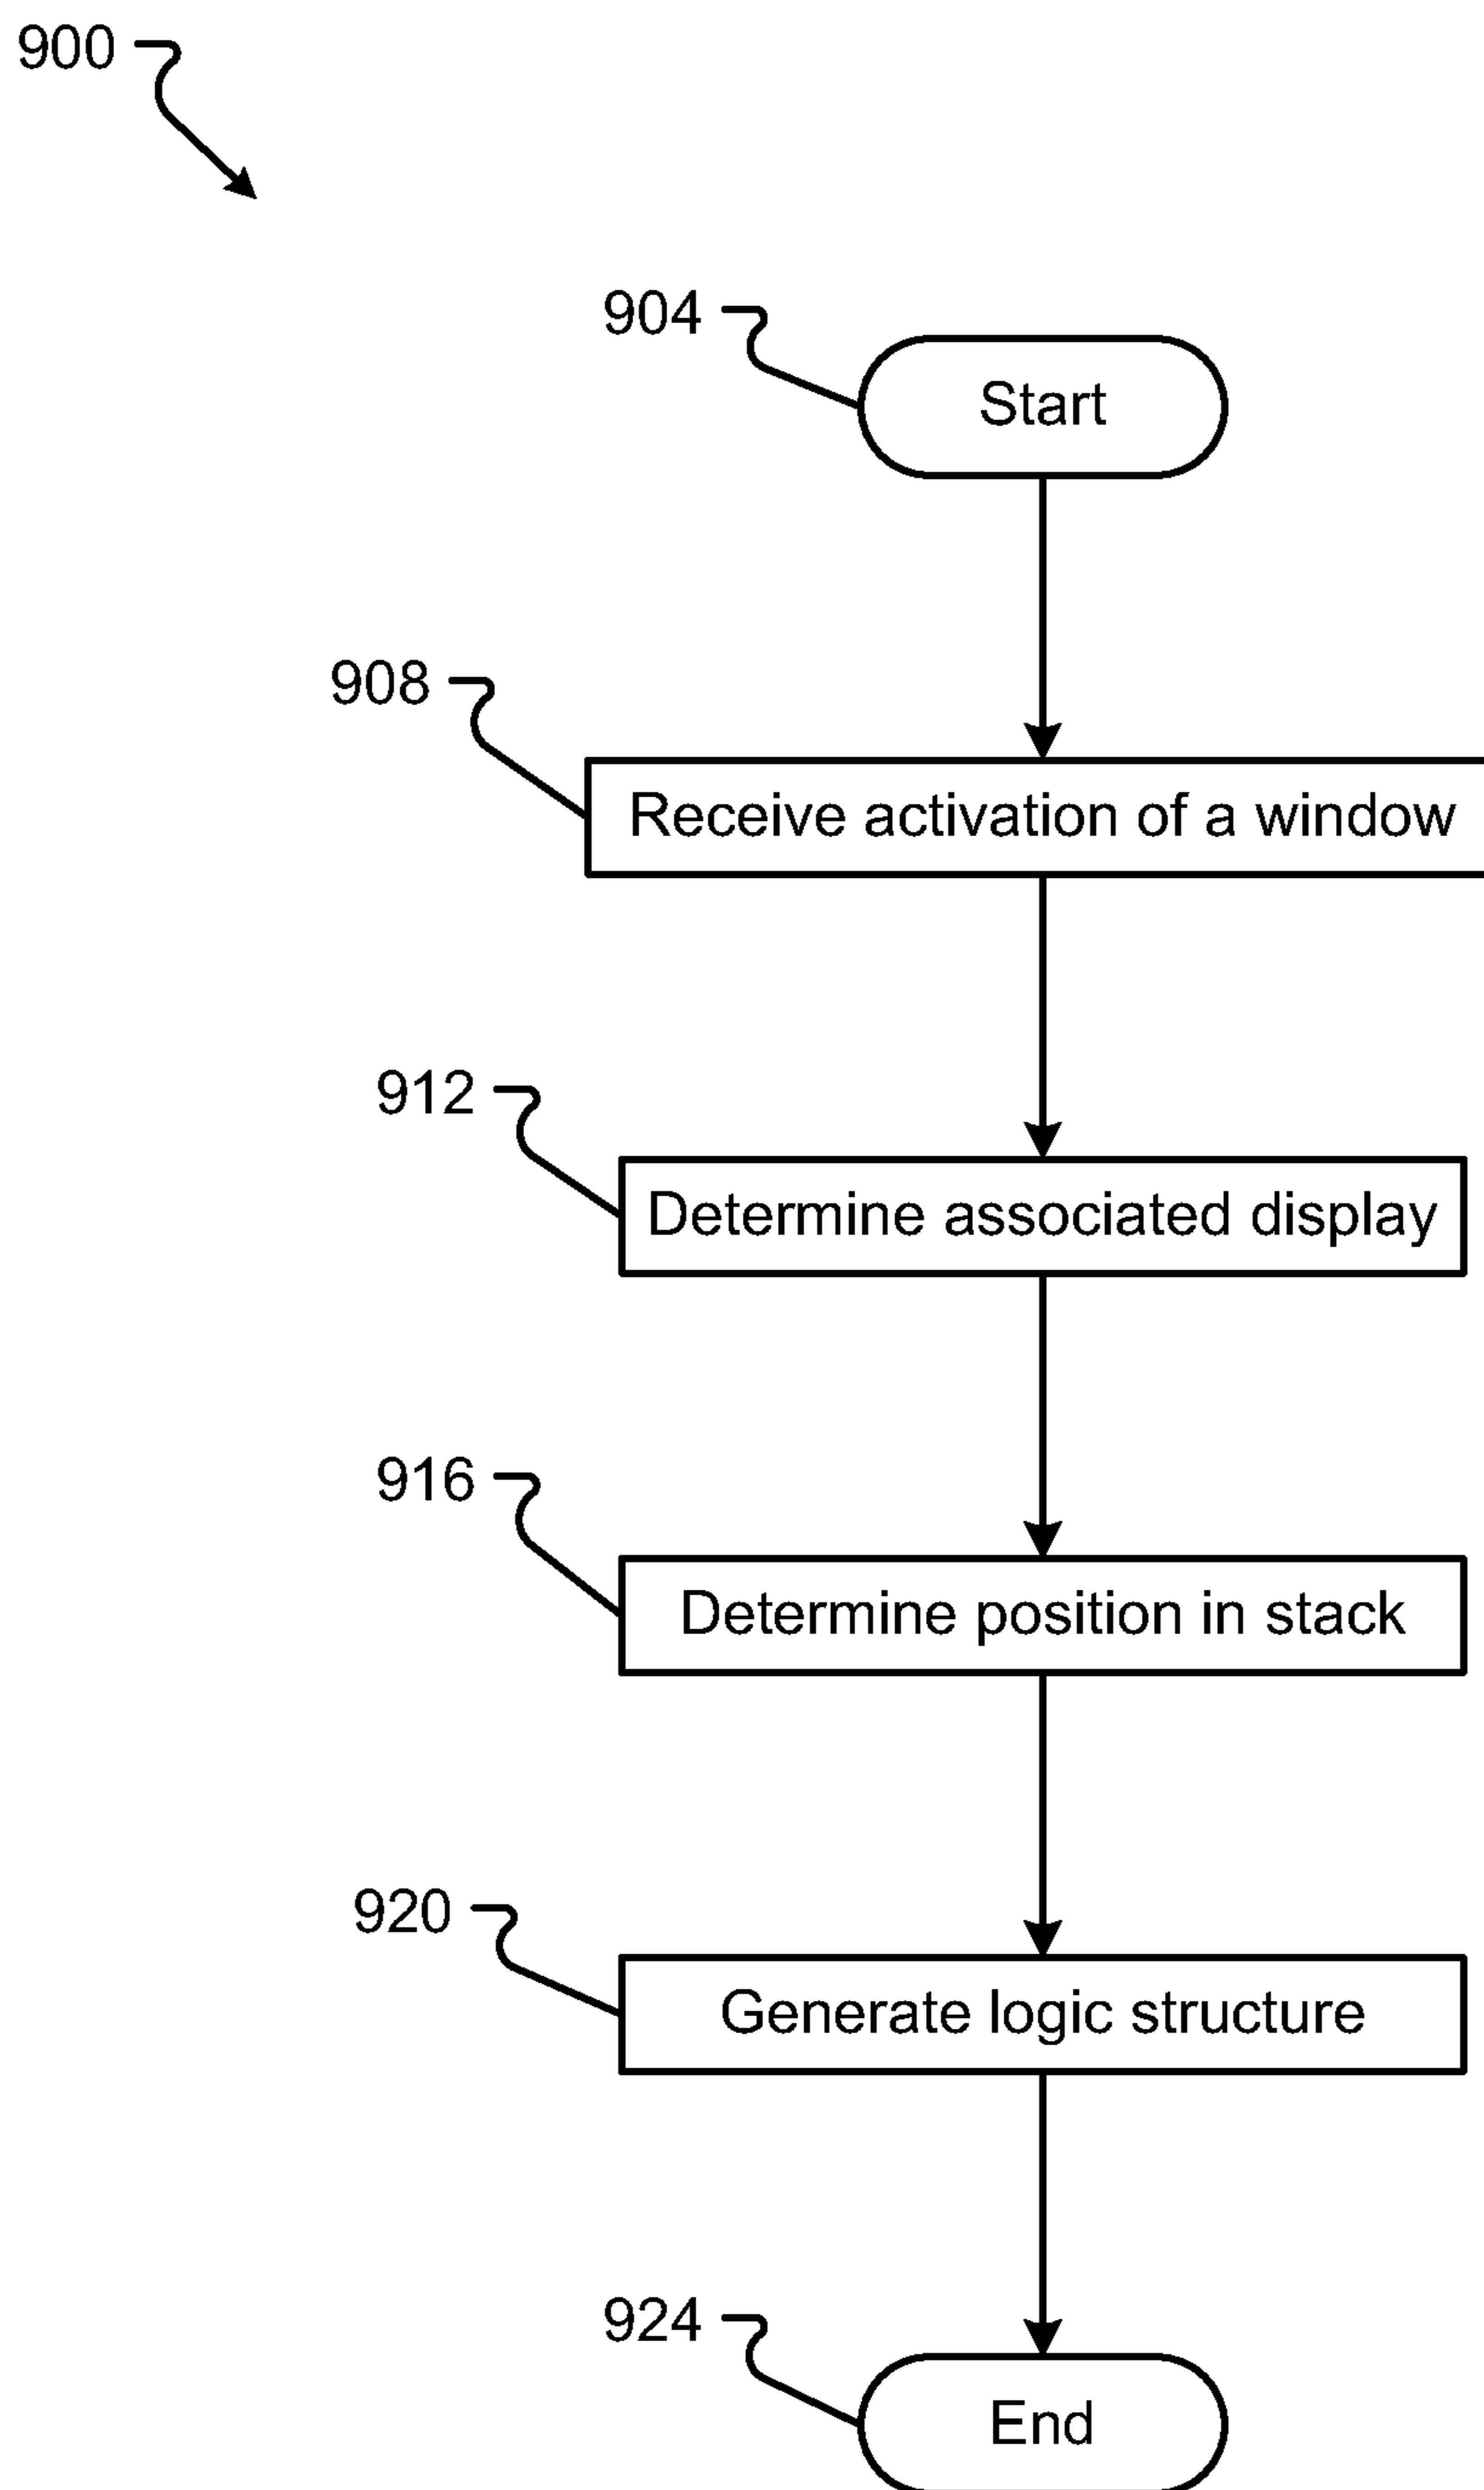 900
904
Start
908
Receive activation of a window
912
Determine associated display
916
Determine position in stack
920
Generate logic structure
924
End